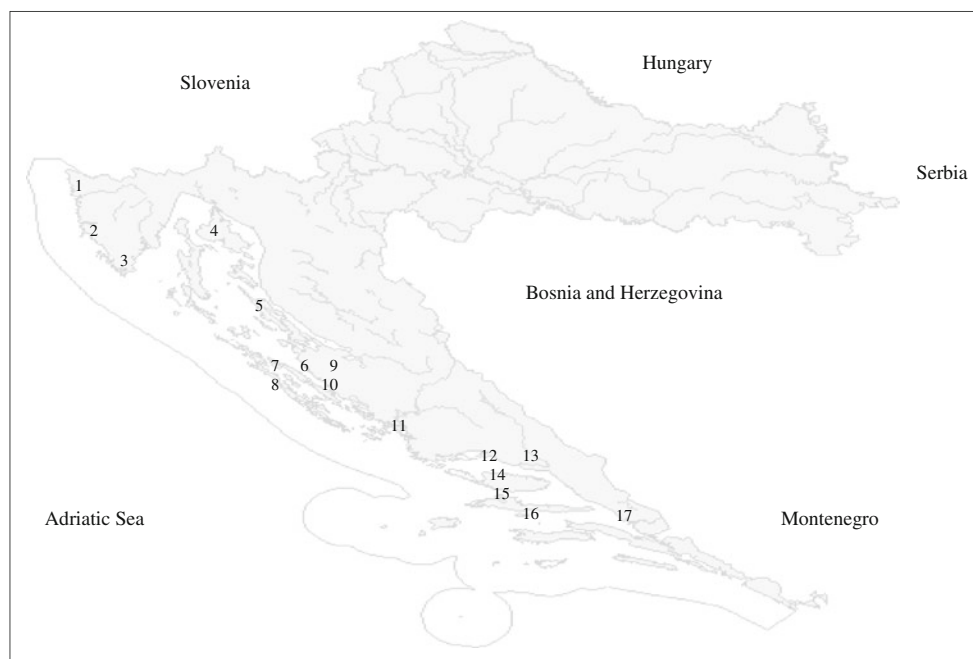 Hungary
Slovenia
Serbia
1
2
4
3
Bosnia and Herzegovina
5
7 6 9
8 10
11
12 13
14
15
16 17
Adriatic Sea
Montenegro